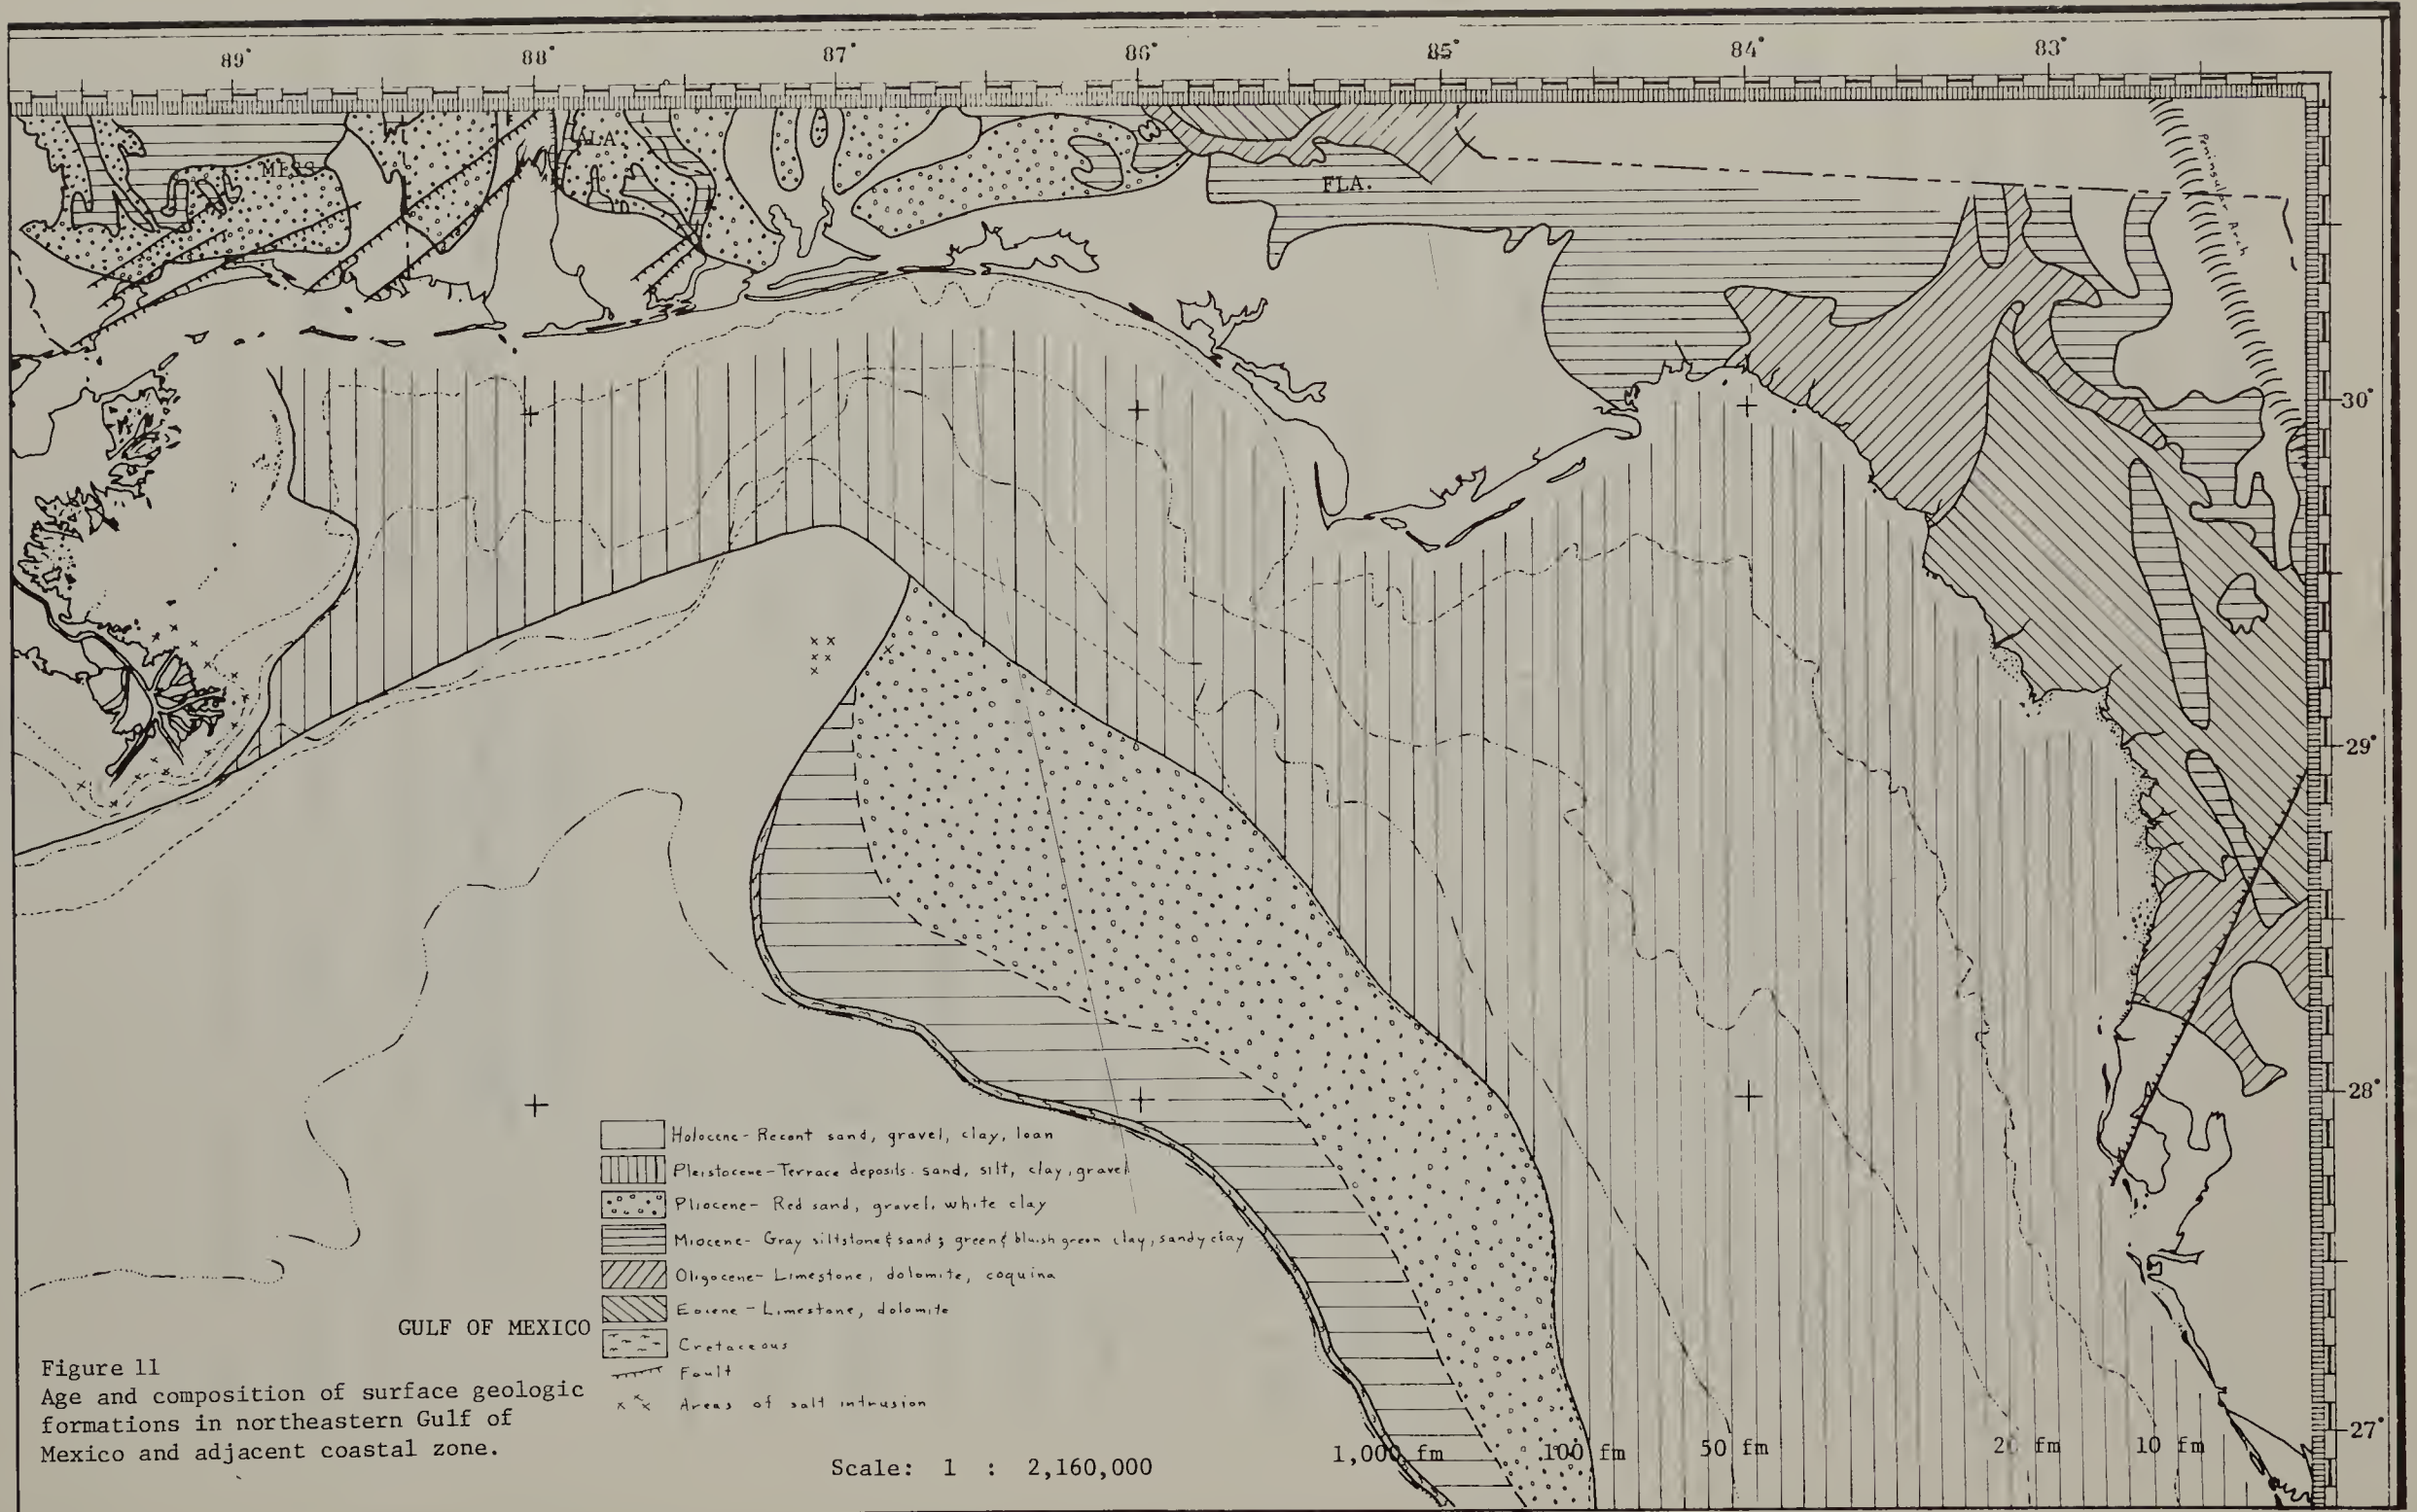 89° 88° 87° 86° 85° 84° 83°
MISS.
ALA.
FLA.
Peninsular Arch
30°
29°
28°
27°
Holocene- Recent sand, gravel, clay, loan
Pleistocene- Terrace deposits. sand, silt, clay, gravel
Pliocene- Red sand, gravel, white clay
Miocene- Gray siltstone & sand; green & bluish green clay, sandy clay
Oligocene- Limestone, dolomite, coquina
Eocene- Limestone, dolomite
Cretaceous
Fault
Areas of salt intrusion
GULF OF MEXICO
Figure 11
Age and composition of surface geologic
formations in northeastern Gulf of
Mexico and adjacent coastal zone.
Scale: 1 : 2,160,000
1,000 fm 100 fm 50 fm 20 fm 10 fm